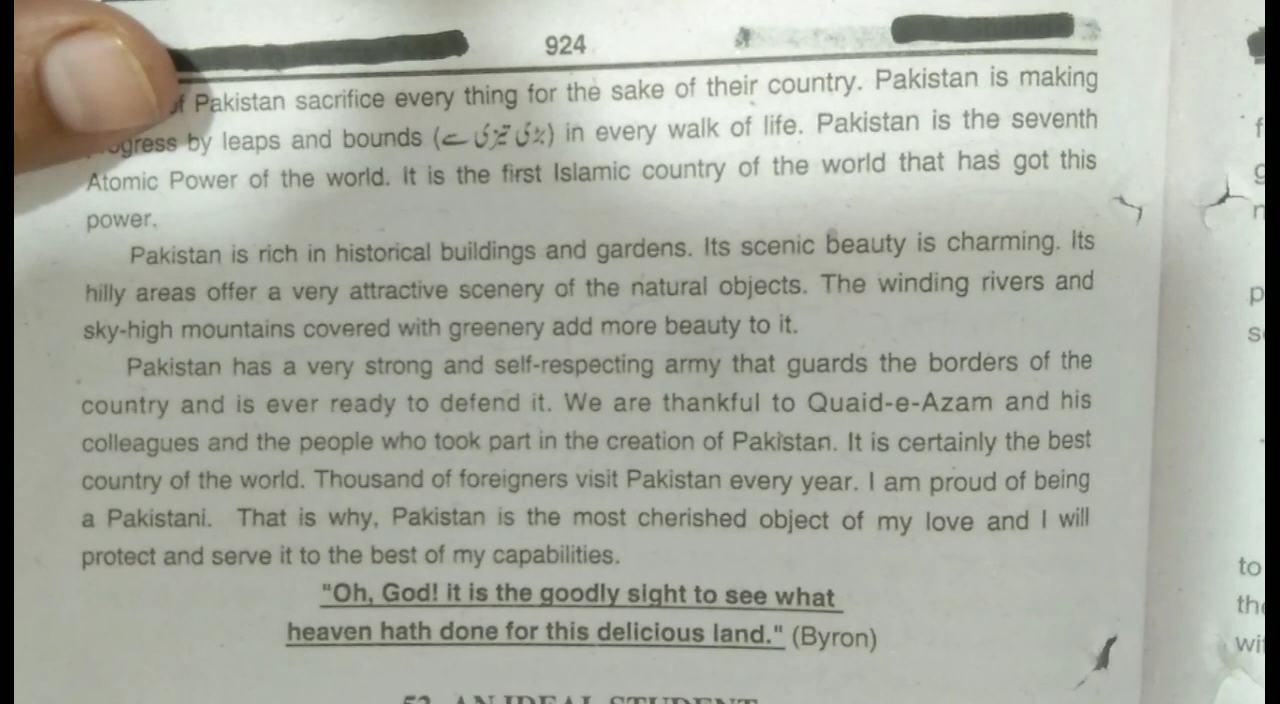 924
Pakistan sacrifice every thing for the sake of their country. Pakistan is making
by leaps and bounds (بڑی تیزی سے) in every walk of life. Pakistan is the seventh
Atomic Power of the world. It is the first Islamic country of the world that has got this
power.
Pakistan is rich in historical buildings and gardens. Its scenic beauty is charming. Its
hilly areas offer a very attractive scenery of the natural objects. The winding rivers and
sky-high mountains covered with greenery add more beauty to it.
Pakistan has a very strong and self-respecting army that guards the borders of the
country and is ever ready to defend it. We are thankful to Quaid-e-Azam and his
colleagues and the people who took part in the creation of Pakistan. It is certainly the best
country of the world. Thousand of foreigners visit Pakistan every year. I am proud of being
a Pakistani. That is why, Pakistan is the most cherished object of my love and I will
protect and serve it to the best of my capabilities.
"Oh, God! it is the goodly sight to see what
heaven hath done for this delicious land." (Byron)
AN IDEAL STUDENT
to